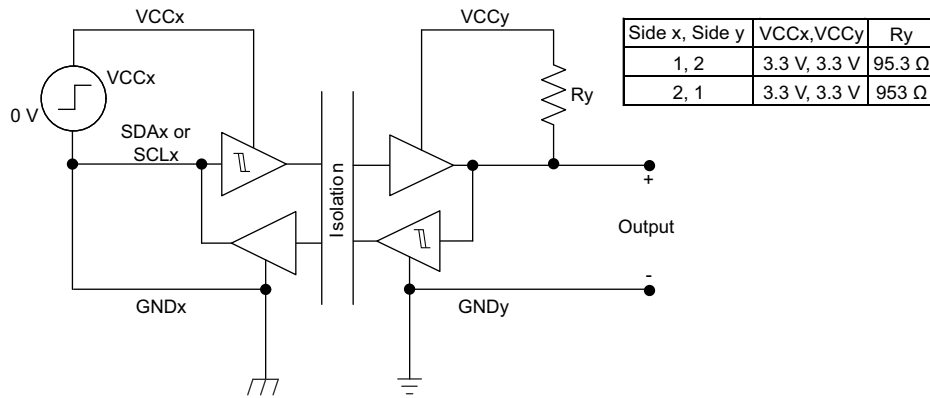 VCCx
VCCy
Side x, Side y VCCx,VCCy Ry
1, 2 3.3 V, 3.3 V 95.3 Ω
2, 1 3.3 V, 3.3 V 953 Ω
VCCx
0 V
Ry
SDAx or
SCLx
Isolation
+
Output
-
GNDx
GNDy